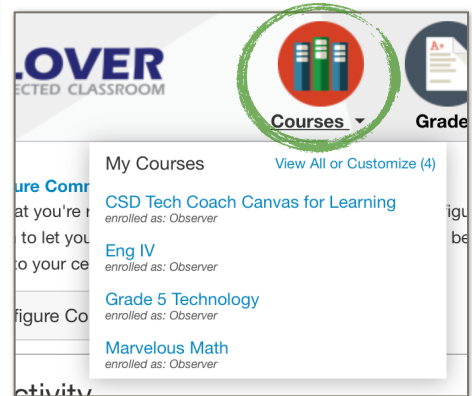 LOVER
ECTED CLASSROOM
A+
Courses
Grade
My Courses
View All or Customize (4)
CSD Tech Coach Canvas for Learning
enrolled as: Observer
Eng IV
enrolled as: Observer
Grade 5 Technology
enrolled as: Observer
Marvelous Math
enrolled as: Observer
ure Comm
at you're
igu
to let you
be
to your ce
figure Co
ctivity